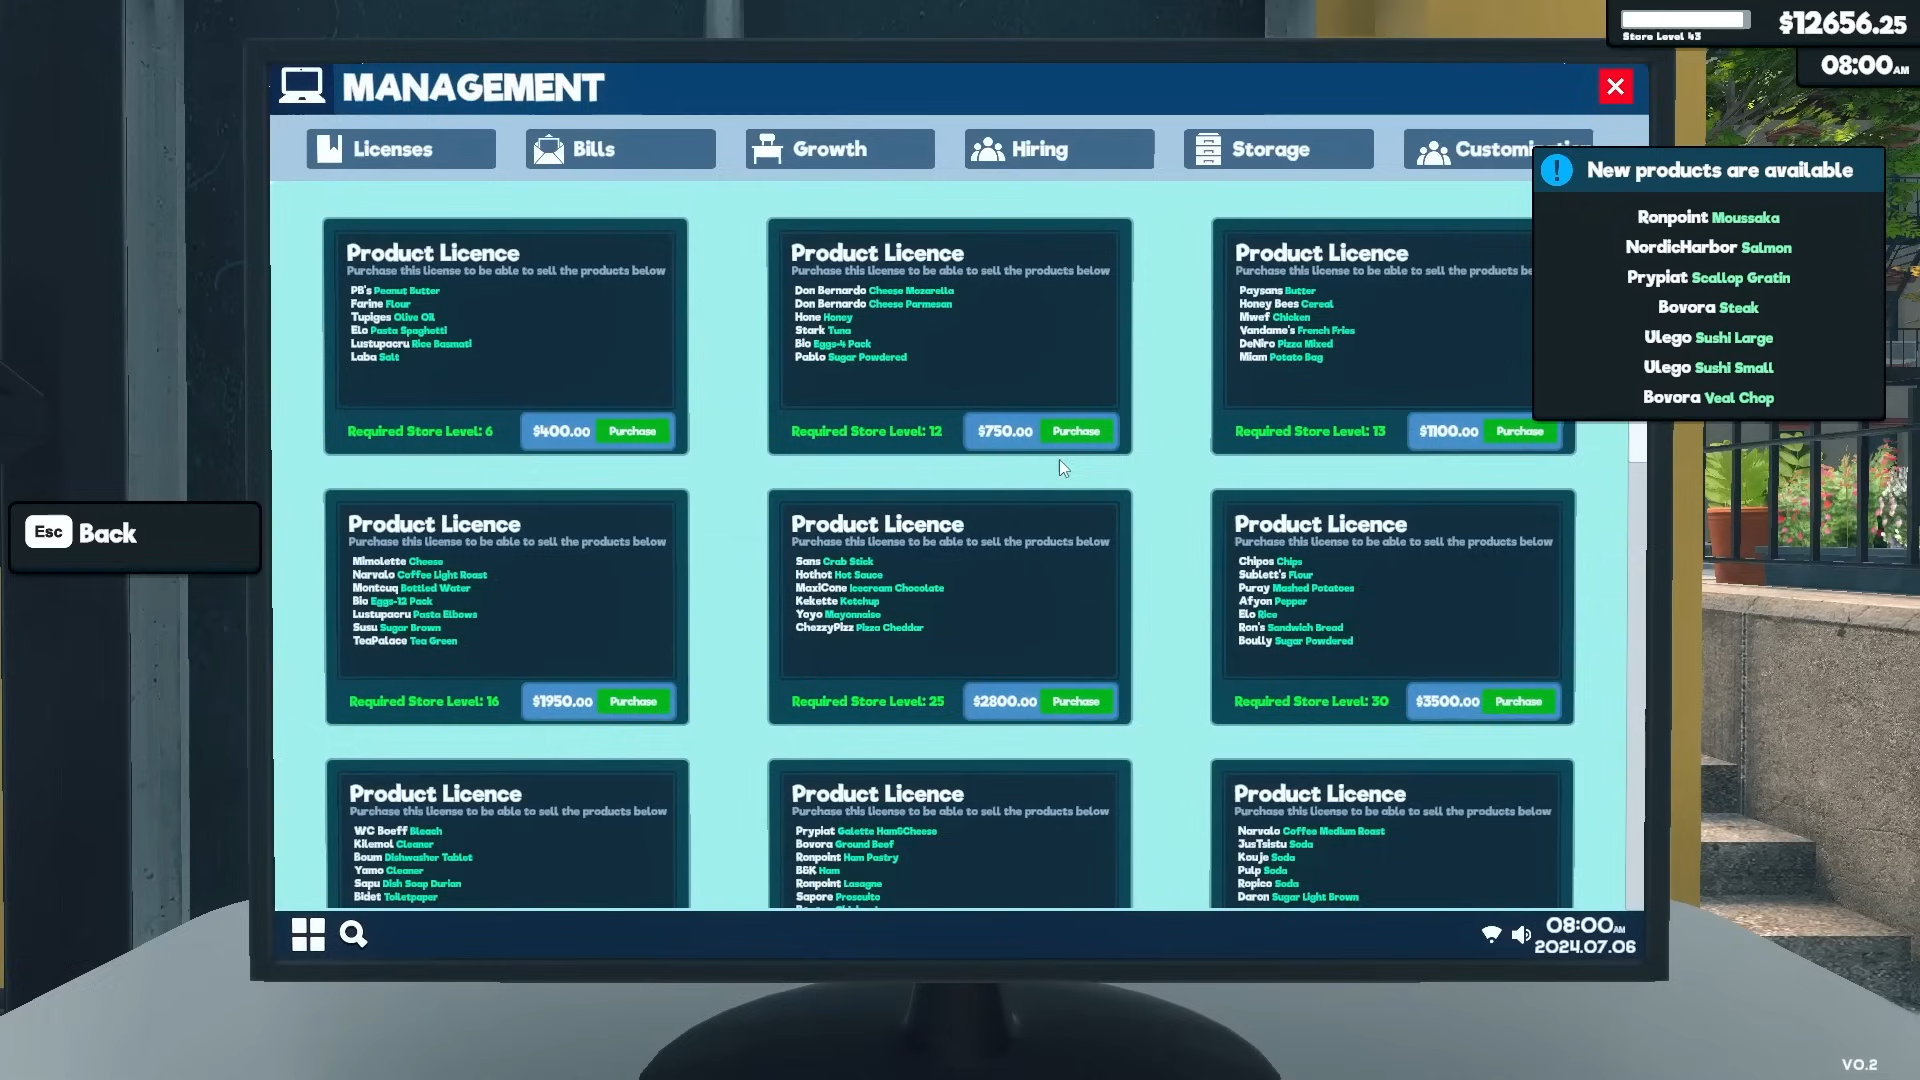 $12656.25
Store Level 43
08:00AM
MANAGEMENT
Licenses
Bills
Growth
Hiring
Storage
Customization
New products are available
Ronpoint Moussaka
NordicHarbor Salmon
Prypiat Scallop Gratin
Bovora Steak
Ulego Sushi Large
Ulego Sushi Small
Bovora Veal Chop
Product Licence
Purchase this license to be able to sell the products below
PB's Peanut Butter
Farine Flour
Tupiges Olive Oil
Elo Pasta Spaghetti
Lustupacru Rice Basmati
Laba Salt
Required Store Level: 6
$400.00
Purchase
Product Licence
Purchase this license to be able to sell the products below
Don Bernardo Cheese Mozarella
Don Bernardo Cheese Parmesan
Hone Honey
Stark Tuna
Bio Eggs-4 Pack
Pablo Sugar Powdered
Required Store Level: 12
$750.00
Purchase
Product Licence
Purchase this license to be able to sell the products be
Paysans Butter
Honey Bees Cereal
Mwef Chicken
Vandame's French Fries
DeNiro Pizza Mixed
Miam Potato Bag
Required Store Level: 13
$1100.00
Purchase
Esc Back
Product Licence
Purchase this license to be able to sell the products below
Mimolette Cheese
Narvalo Coffee Light Roast
Montcuq Bottled Water
Bio Eggs-12 Pack
Lustupacru Pasta Elbows
Susu Sugar Brown
TeaPalace Tea Green
Required Store Level: 16
$1950.00
Purchase
Product Licence
Purchase this license to be able to sell the products below
Sans Crab Stick
Hothot Hot Sauce
MaxiCone Icecream Chocolate
Kekette Ketchup
Yoyo Mayonnaise
ChezzyPizz Pizza Cheddar
Required Store Level: 25
$2800.00
Purchase
Product Licence
Purchase this license to be able to sell the products below
Chipos Chips
Sublett's Flour
Puray Mashed Potatoes
Afyon Pepper
Elo Rice
Ron's Sandwich Bread
Boully Sugar Powdered
Required Store Level: 30
$3500.00
Purchase
Product Licence
Purchase this license to be able to sell the products below
WC Boeff Bleach
Kilemol Cleaner
Boum Dishwasher Tablet
Yamo Cleaner
Sapu Dish Soap Durian
Bidet Toiletpaper
Product Licence
Purchase this license to be able to sell the products below
Prypiat Galette Ham&Cheese
Bovora Ground Beef
Ronpoint Ham Pastry
B&K Ham
Ronpoint Lasagne
Sapore Proscuito
Product Licence
Purchase this license to be able to sell the products below
Narvalo Coffee Medium Roast
JusTsistu Soda
Kouje Soda
Pulp Soda
Ropico Soda
Daron Sugar Light Brown
08:00AM
2024.07.06
V0.2